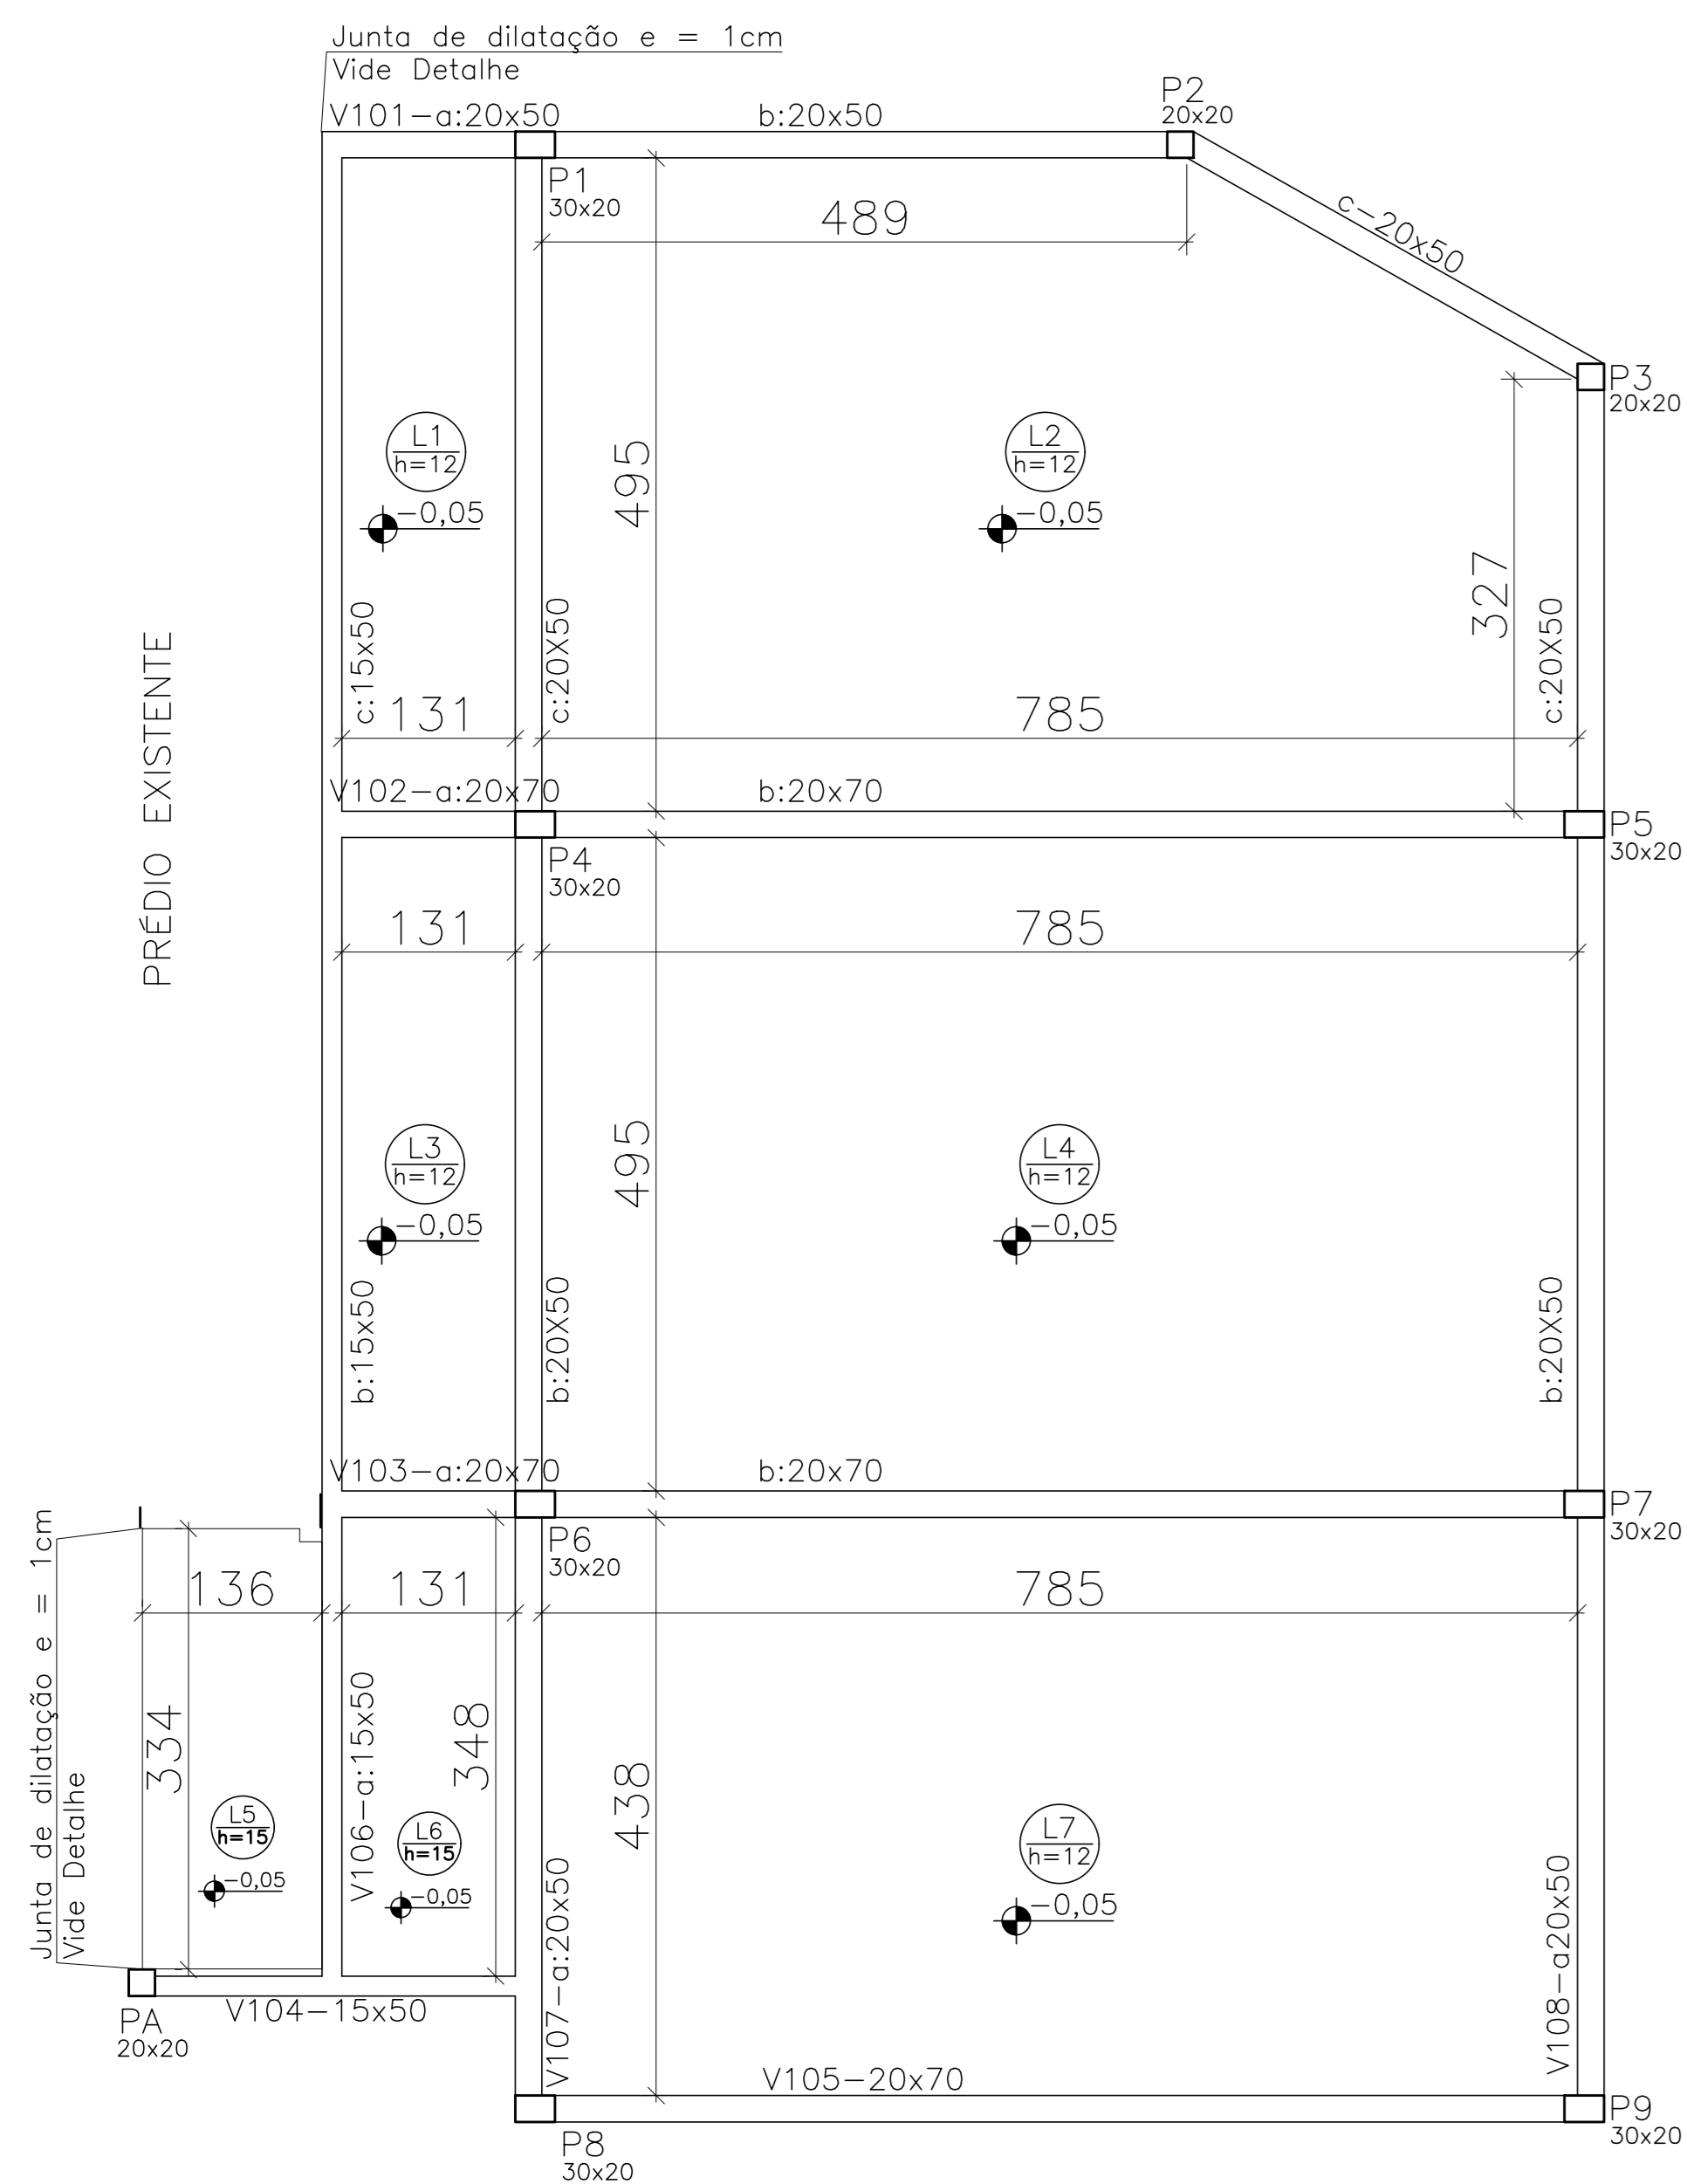 Junta de dilatação e = 1cm
Vide Detalhe
V101-a:20x50
b:20x50
P2
20x20
P1
30x20
489
c-20x50
P3
20x20
L1
h=12
-0,05
495
L2
h=12
-0,05
327
PRÉDIO EXISTENTE
c:15x50
c:20X50
c:20X50
131
785
V102-a:20x70
b:20x70
P4
30x20
P5
30x20
131
785
L3
h=12
-0,05
495
L4
h=12
-0,05
b:15x50
b:20X50
b:20X50
V103-a:20x70
b:20x70
P6
30x20
P7
30x20
136
131
785
Junta de dilatação e = 1cm
Vide Detalhe
334
V106-a:15x50
348
438
L5
h=15
-0,05
L6
h=15
-0,05
L7
h=12
-0,05
V107-a:20x50
V108-a20x50
PA
20x20
V104-15x50
V105-20x70
P8
30x20
P9
30x20